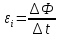 εᵢ = ΔΦ/Δt